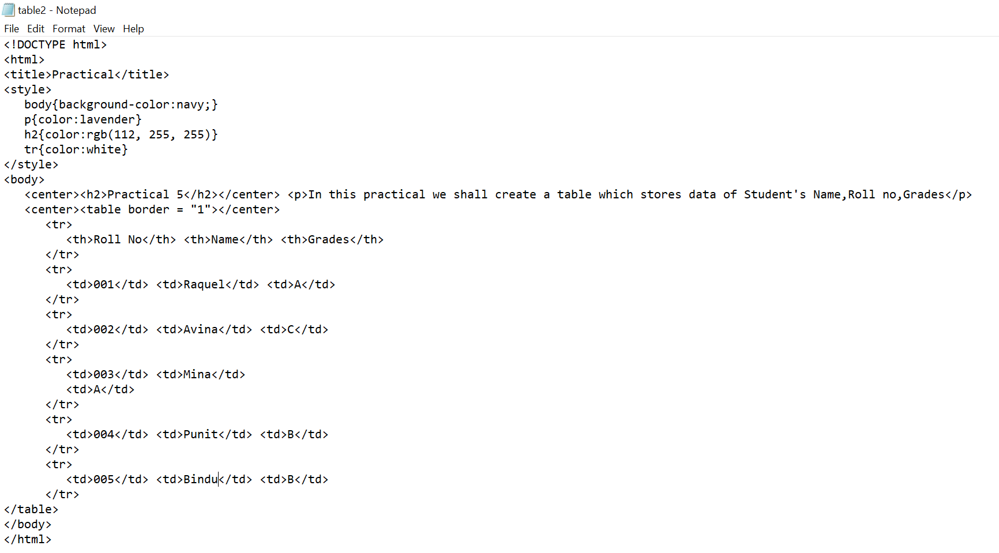 table2 - Notepad
File Edit Format View Help
<!DOCTYPE html>
<html>
<title>Practical</title>
<style>
   body{background-color:navy;}
   p{color:lavender}
   h2{color:rgb(112, 255, 255)}
   tr{color:white}
</style>
<body>
   <center><h2>Practical 5</h2></center> <p>In this practical we shall create a table which stores data of Student's Name,Roll no,Grades</p>
   <center><table border = "1"></center>
      <tr>
         <th>Roll No</th> <th>Name</th> <th>Grades</th>
      </tr>
      <tr>
         <td>001</td> <td>Raquel</td> <td>A</td>
      </tr>
      <tr>
         <td>002</td> <td>Avina</td> <td>C</td>
      </tr>
      <tr>
         <td>003</td> <td>Mina</td>
         <td>A</td>
      </tr>
      <tr>
         <td>004</td> <td>Punit</td> <td>B</td>
      </tr>
      <tr>
         <td>005</td> <td>Bindu</td> <td>B</td>
      </tr>
</table>
</body>
</html>